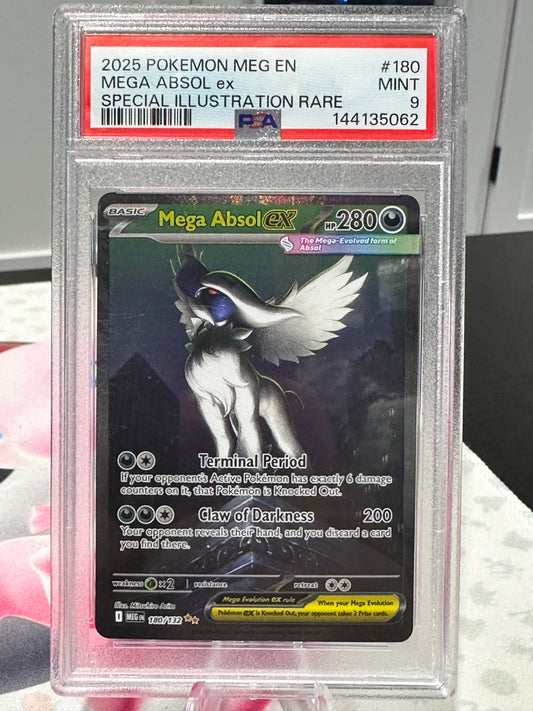 2025 POKEMON MEG EN #180
MEGA ABSOL ex MINT
SPECIAL ILLUSTRATION RARE 9
PSA 144135062
BASIC Mega Absol ex HP 280
The Mega-Evolved form of
Absol
Terminal Period
If your opponent's Active Pokémon has exactly 6 damage
counters on it, that Pokémon is Knocked Out.
Claw of Darkness 200
Your opponent reveals their hand, and you discard a card
you find there.
weakness ×2 resistance retreat
Mega Evolution ex rule
When your Mega Evolution
Pokémon ex is Knocked Out, your opponent takes 3 Prize cards.
Illus.
MEG EN 180/132